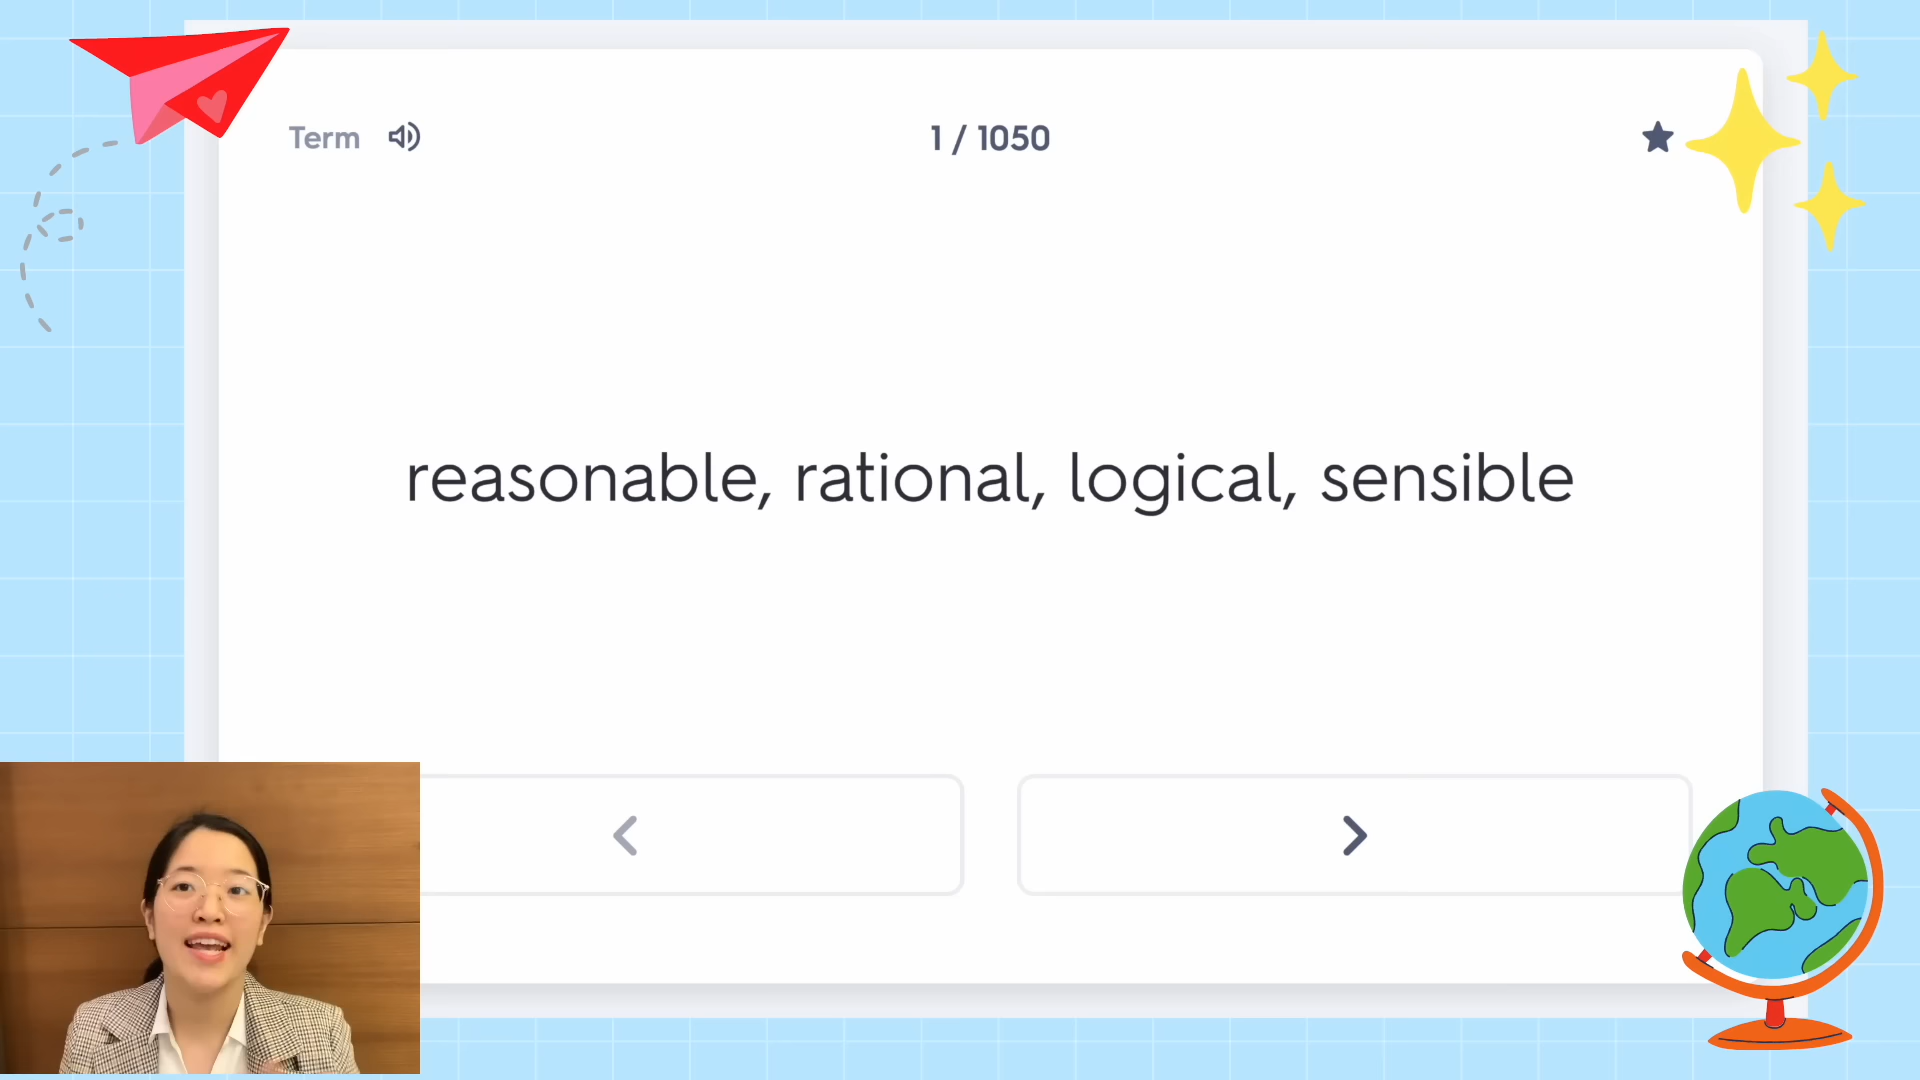 Term
1 / 1050
reasonable, rational, logical, sensible